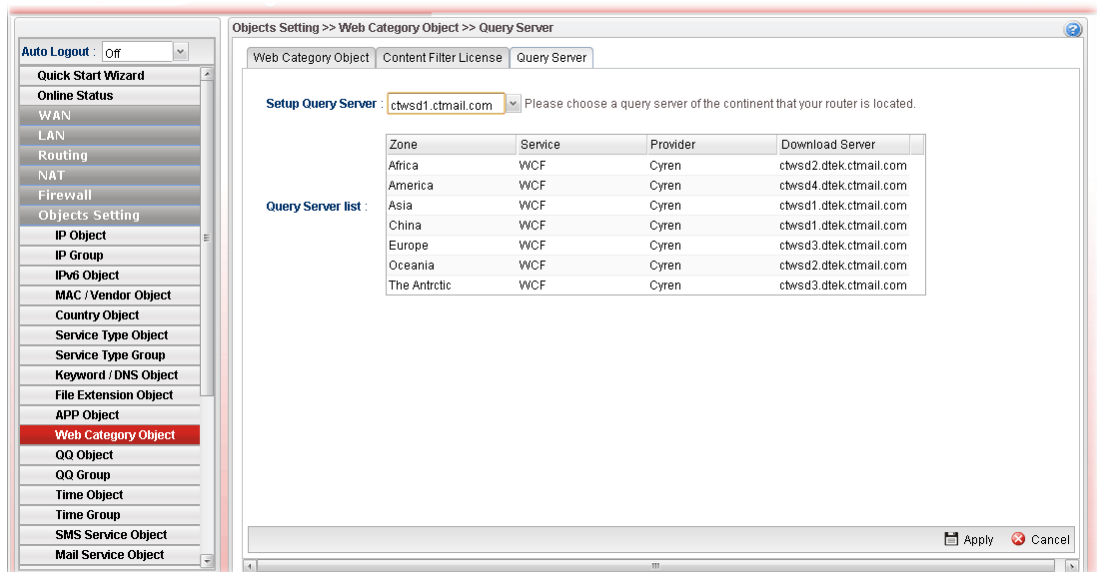 Objects Setting >> Web Category Object >> Query Server
Auto Logout : Off
Quick Start Wizard
Online Status
WAN
LAN
Routing
NAT
Firewall
Objects Setting
IP Object
IP Group
IPv6 Object
MAC / Vendor Object
Country Object
Service Type Object
Service Type Group
Keyword / DNS Object
File Extension Object
APP Object
Web Category Object
QQ Object
QQ Group
Time Object
Time Group
SMS Service Object
Mail Service Object
Web Category Object Content Filter License Query Server
Setup Query Server : ctwsd1.ctmail.com Please choose a query server of the continent that your router is located.
Query Server list :
Zone Service Provider Download Server
Africa WCF Cyren ctwsd2.dtek.ctmail.com
America WCF Cyren ctwsd4.dtek.ctmail.com
Asia WCF Cyren ctwsd1.dtek.ctmail.com
China WCF Cyren ctwsd1.dtek.ctmail.com
Europe WCF Cyren ctwsd3.dtek.ctmail.com
Oceania WCF Cyren ctwsd2.dtek.ctmail.com
The Antrctic WCF Cyren ctwsd3.dtek.ctmail.com
Apply Cancel